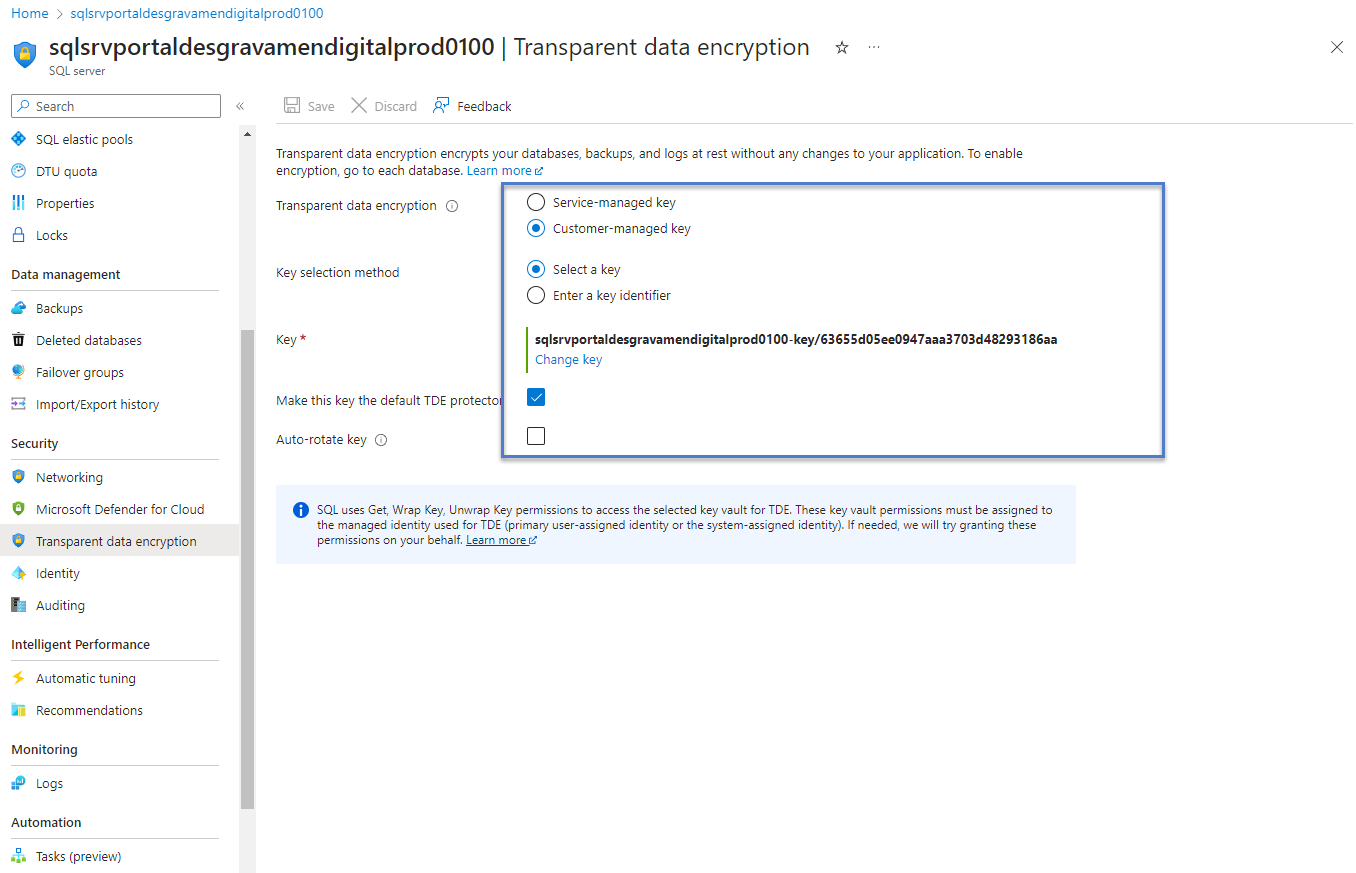 Home > sqlsrvportaldesgravamendigitalprod0100
sqlsrvportaldesgravamendigitalprod0100 | Transparent data encryption
SQL server
Search
SQL elastic pools
DTU quota
Properties
Locks
Data management
Backups
Deleted databases
Failover groups
Import/Export history
Security
Networking
Microsoft Defender for Cloud
Transparent data encryption
Identity
Auditing
Intelligent Performance
Automatic tuning
Recommendations
Monitoring
Logs
Automation
Tasks (preview)
Save Discard Feedback
Transparent data encryption encrypts your databases, backups, and logs at rest without any changes to your application. To enable
encryption, go to each database. Learn more
Transparent data encryption
Service-managed key
Customer-managed key
Key selection method
Select a key
Enter a key identifier
Key *
sqlsrvportaldesgravamendigitalprod0100-key/63655d05ee0947aaa3703d48293186aa
Change key
Make this key the default TDE protector
Auto-rotate key
SQL uses Get, Wrap Key, Unwrap Key permissions to access the selected key vault for TDE. These key vault permissions must be assigned to
the managed identity used for TDE (primary user-assigned identity or the system-assigned identity). If needed, we will try granting these
permissions on your behalf. Learn more